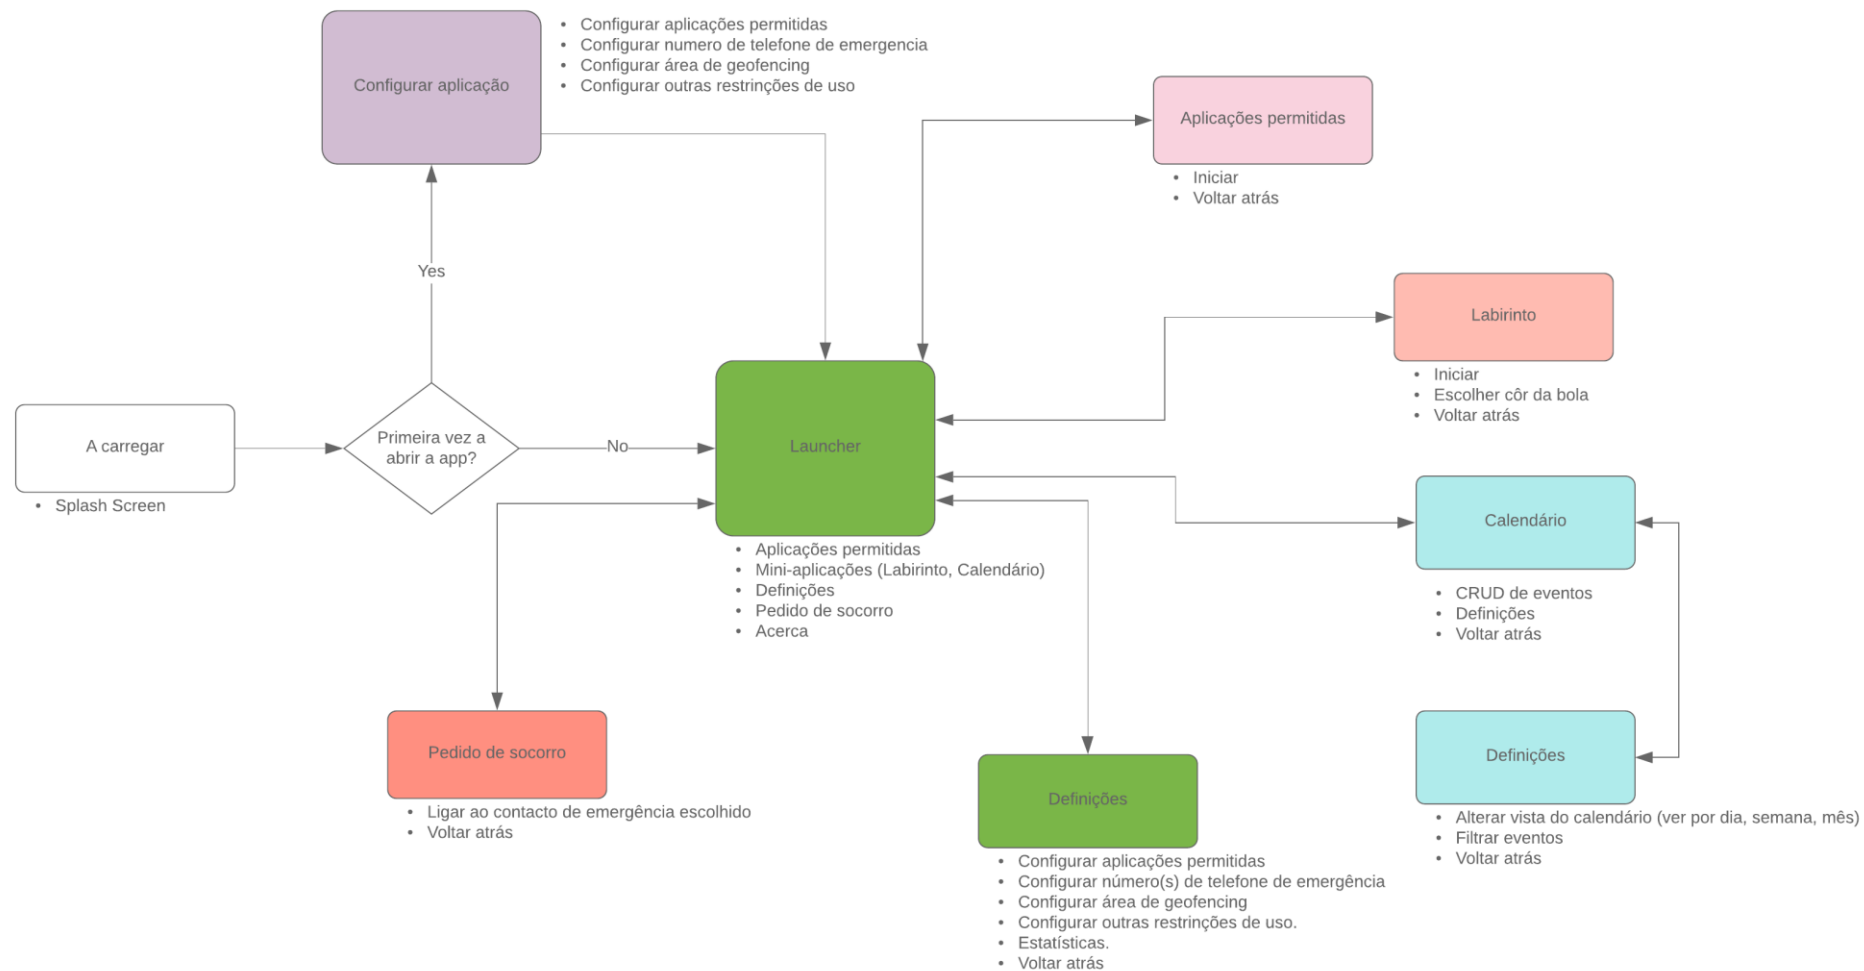 Configurar aplicação
• Configurar aplicações permitidas
• Configurar numero de telefone de emergencia
• Configurar área de geofencing
• Configurar outras restrinções de uso
Aplicações permitidas
• Iniciar
• Voltar atrás
Yes
Labirinto
• Iniciar
• Escolher côr da bola
• Voltar atrás
A carregar
• Splash Screen
Primeira vez a
abrir a app?
No
Launcher
• Aplicações permitidas
• Mini-aplicações (Labirinto, Calendário)
• Definições
• Pedido de socorro
• Acerca
Calendário
• CRUD de eventos
• Definições
• Voltar atrás
Pedido de socorro
• Ligar ao contacto de emergência escolhido
• Voltar atrás
Definições
• Configurar aplicações permitidas
• Configurar número(s) de telefone de emergência
• Configurar área de geofencing
• Configurar outras restrinções de uso.
• Estatísticas.
• Voltar atrás
Definições
• Alterar vista do calendário (ver por dia, semana, mês)
• Filtrar eventos
• Voltar atrás